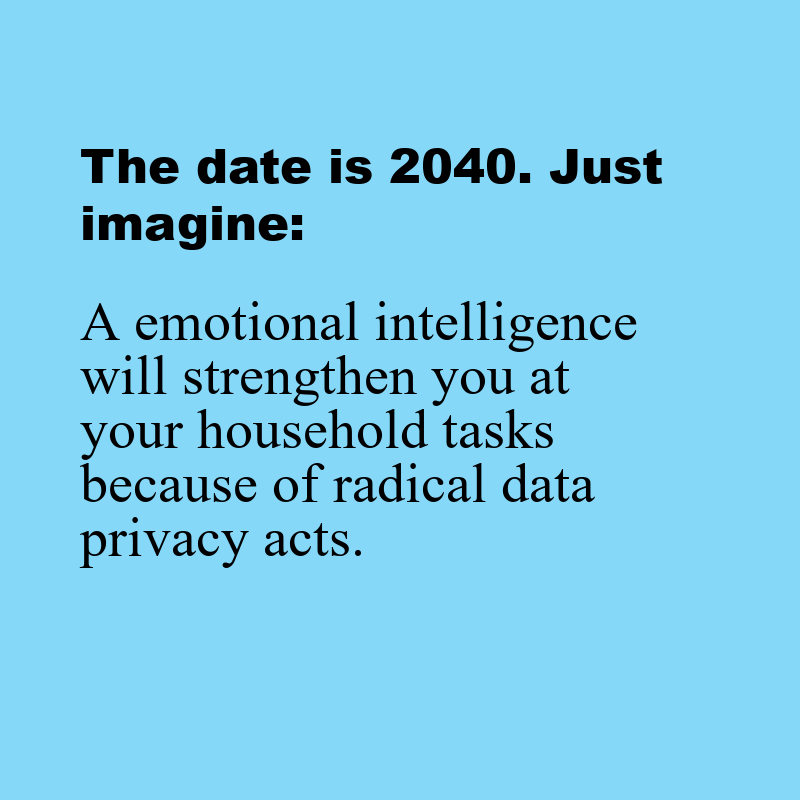 The date is 2040. Just
imagine:
A emotional intelligence
will strengthen you at
your household tasks
because of radical data
privacy acts.